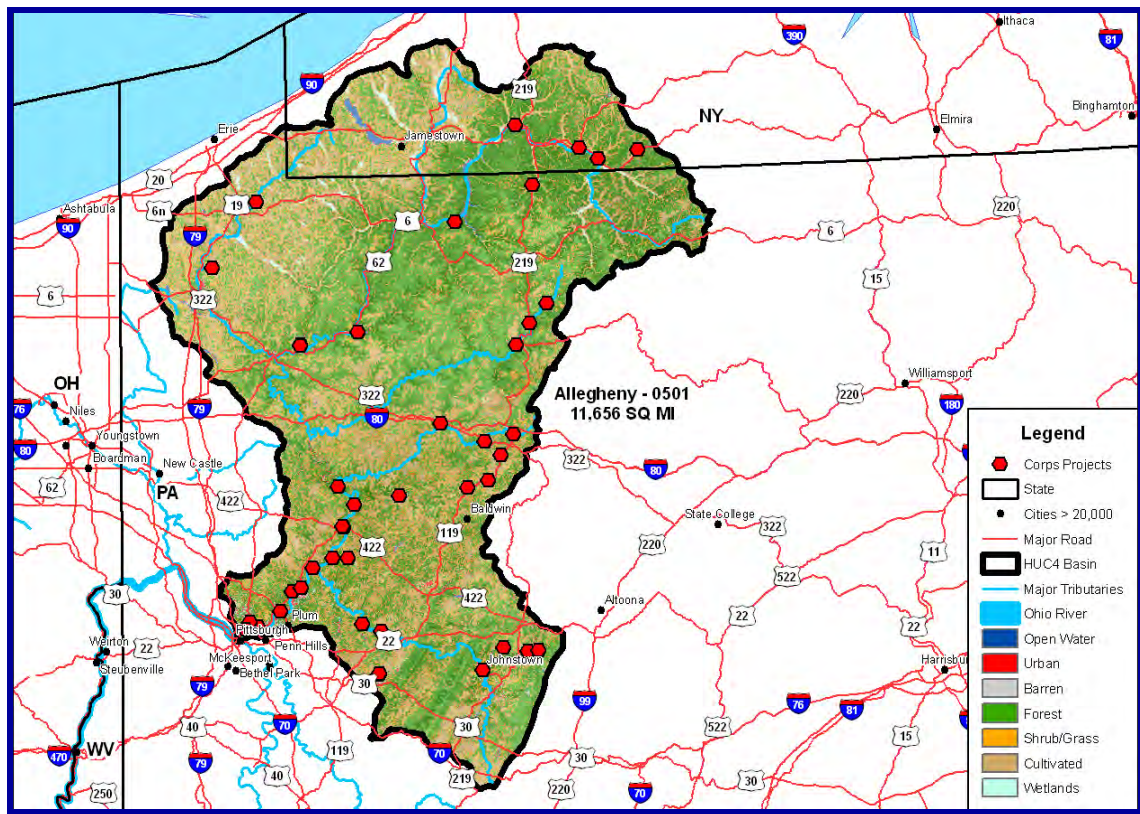 Ithaca
390
81
90
219
Binghamton
NY
Elmira
Erie
Jamestown
20
6n
19
Ashtabula
90
79
6
220
6
62
219
15
6
322
OH
76
Niles
322
80
79
Allegheny - 0501
11,656 SQ MI
Williamsport
220
180
Youngstown
80
Boardman
New Castle
62
PA
422
322
80
Baldwin
119
State College
322
422
220
11
522
30
422
Altoona
22
22
Plum
Pittsburgh
Penn Hills
22
Weirton
22
Steubenville
McKeesport
Bethel Park
Johnstown
Harrisbu
79
30
99
76
81
70
40
30
522
15
WV
470
119
70
79
40
219
30
30
250
22
220
70
Legend
Corps Projects
State
Cities > 20,000
Major Road
HUC4 Basin
Major Tributaries
Ohio River
Open Water
Urban
Barren
Forest
Shrub/Grass
Cultivated
Wetlands